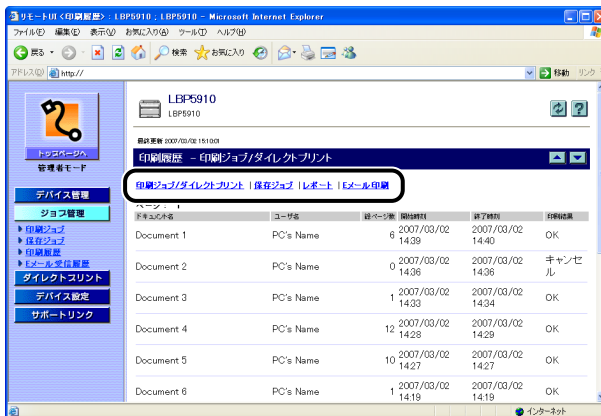 リモートUI <印刷履歴> : LBP5910 ; LBP5910 - Microsoft Internet Explorer
ファイル(F) 編集(E) 表示(V) お気に入り(A) ツール(T) ヘルプ(H)
戻る 検索 お気に入り
アドレス(D) http:// 移動 リンク
LBP5910
LBP5910
最終更新 2007/03/02 15:10:01
トップページへ
管理者モード
印刷履歴 - 印刷ジョブ/ダイレクトプリント
印刷ジョブ/ダイレクトプリント | 保存ジョブ | レポート | Eメール印刷
ページ : 1
デバイス管理
ジョブ管理
印刷ジョブ
保存ジョブ
印刷履歴
Eメール受信履歴
ダイレクトプリント
デバイス設定
サポートリンク
ドキュメント名 ユーザ名 総ページ数 開始時刻 終了時刻 印刷結果
Document 1 PC's Name 6 2007/03/02 14:39 2007/03/02 14:40 OK
Document 2 PC's Name 0 2007/03/02 14:36 2007/03/02 14:36 キャンセル
Document 3 PC's Name 1 2007/03/02 14:33 2007/03/02 14:34 OK
Document 4 PC's Name 12 2007/03/02 14:28 2007/03/02 14:29 OK
Document 5 PC's Name 10 2007/03/02 14:27 2007/03/02 14:27 OK
Document 6 PC's Name 1 2007/03/02 14:19 2007/03/02 14:19 OK
インターネット